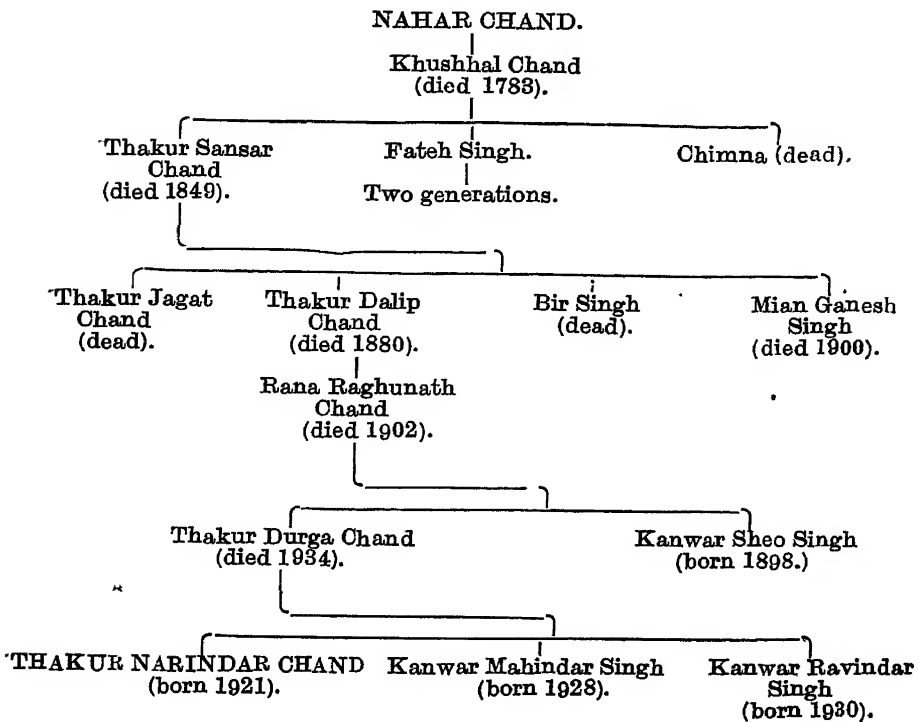 NAHAR CHAND.
Khushhal Chand
(died 1783).
Thakur Sansar
Chand
(died 1849).
Fateh Singh.
Two generations.
Chimna (dead).
Thakur Jagat
Chand
(dead).
Thakur Dalip
Chand
(died 1880).
Bir Singh
(dead).
Mian Ganesh
Singh
(died 1900).
Rana Raghunath
Chand
(died 1902).
Thakur Durga Chand
(died 1934).
Kanwar Sheo Singh
(born 1898.)
THAKUR NARINDAR CHAND
(born 1921).
Kanwar Mahindar Singh
(born 1928).
Kanwar Ravindar
Singh
(born 1930).